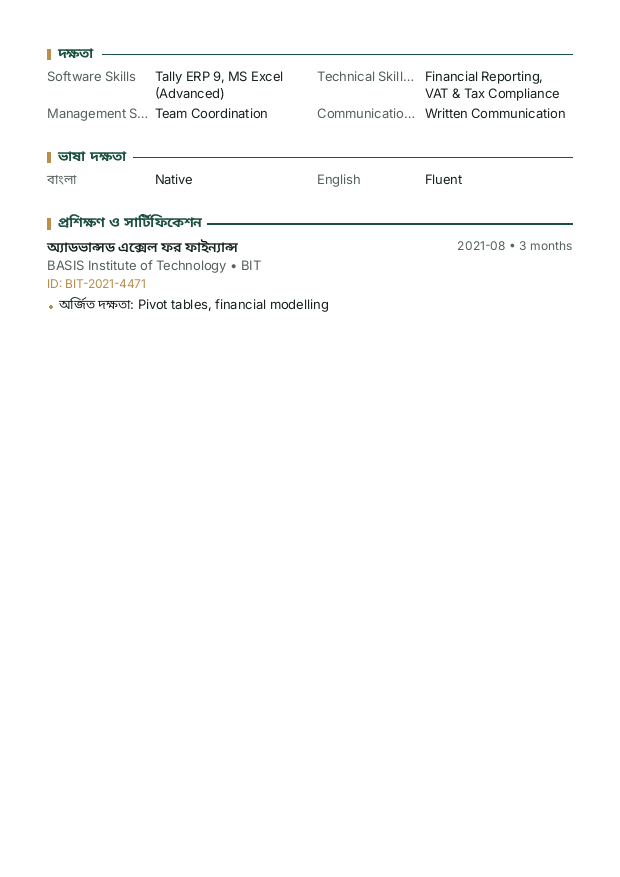 দক্ষতা
Software Skills Tally ERP 9, MS Excel Technical Skill... Financial Reporting,
(Advanced) VAT & Tax Compliance
Management S... Team Coordination Communicatio... Written Communication
ভাষা দক্ষতা
বাংলা Native English Fluent
প্রশিক্ষণ ও সার্টিফিকেশন
অ্যাডভান্সড এক্সেল ফর ফাইন্যান্স 2021-08 • 3 months
BASIS Institute of Technology • BIT
ID: BIT-2021-4471
• অর্জিত দক্ষতা: Pivot tables, financial modelling